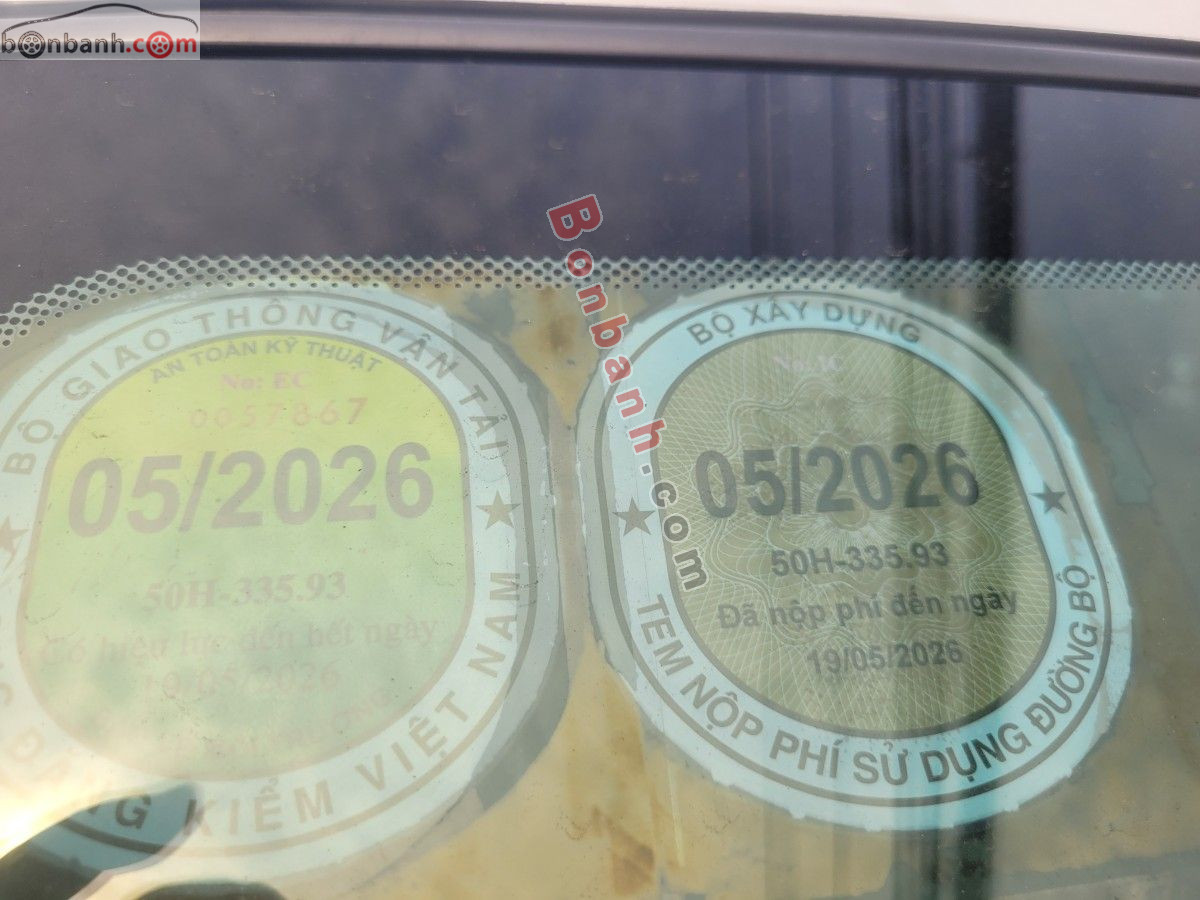 bonbanh.com
Bonbanh.com
BỘ GIAO THÔNG VẬN TẢI
AN TOÀN KỸ THUẬT
No: EC
0057867
05/2026
50H-335.93
Có hiệu lực đến hết ngày
19/05/2026
ĐĂNG KIỂM VIỆT NAM
BỘ XÂY DỰNG
No: IC
05/2026
50H-335.93
Đã nộp phí đến ngày
19/05/2026
TEM NỘP PHÍ SỬ DỤNG ĐƯỜNG BỘ